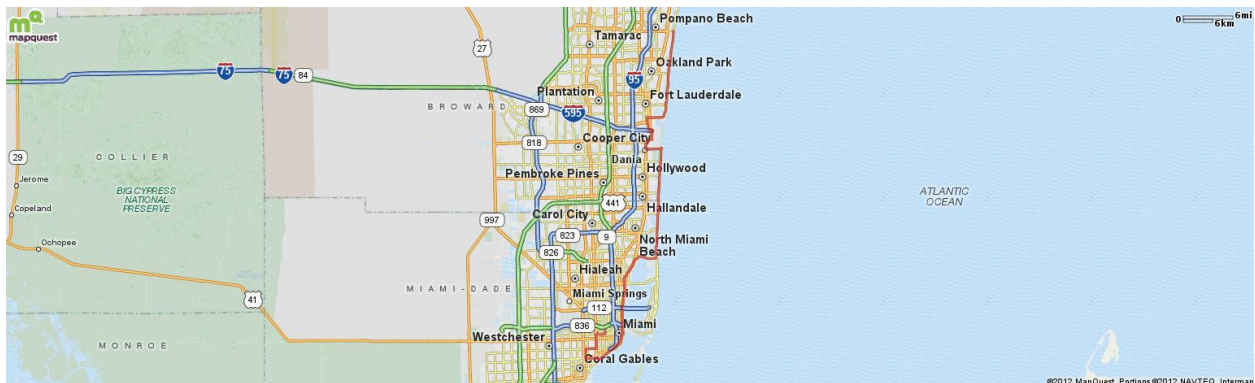 mapquest
Pompano Beach
6mi
0
6km
Tamarac
27
Oakland Park
75
75
84
95
Plantation
Fort Lauderdale
BROWARD
869
595
818
Cooper City
29
COLLIER
Dania
Hollywood
Jerome
Pembroke Pines
BIG CYPRESS
NATIONAL
PRESERVE
ATLANTIC
OCEAN
441
Hallandale
Copeland
997
Carol City
823
9
North Miami
Beach
Ochopee
826
Hialeah
MIAMI-DADE
Miami Springs
41
112
836
Miami
Westchester
MONROE
Coral Gables
©2012 MapQuest, Portions ©2012 NAVTEQ, Intermap